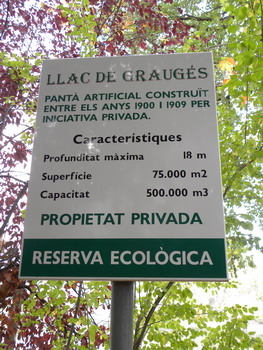 LLAC DE GRAUGÉS
PANTÀ ARTIFICIAL CONSTRUÏT
ENTRE ELS ANYS 1900 I 1909 PER
INICIATIVA PRIVADA.
Característiques
Profunditat màxima 18 m
Superfície 75.000 m2
Capacitat 500.000 m3
PROPIETAT PRIVADA
RESERVA ECOLÒGICA